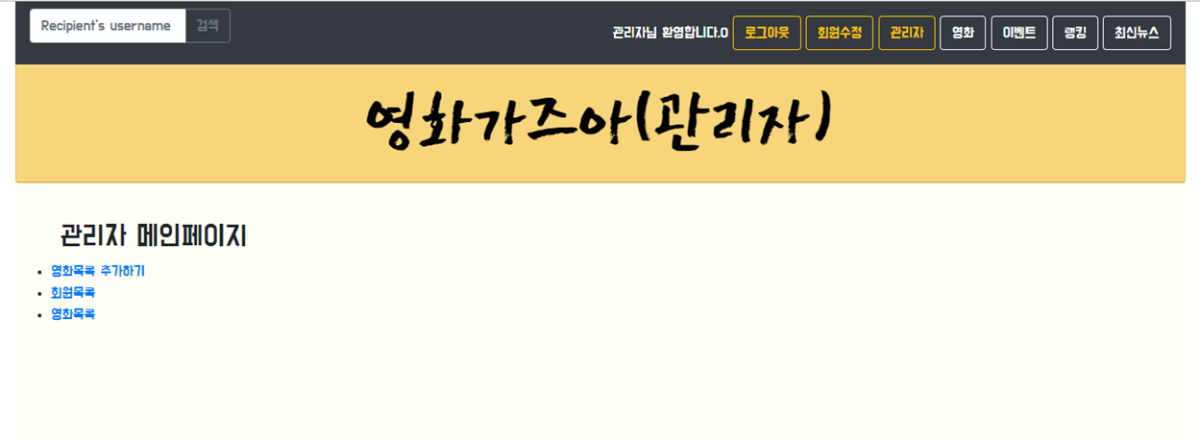 Recipient's username 검색 관리자님 환영합니다.0 로그아웃 회원수정 관리자 영화 이벤트 랭킹 최신뉴스
영화가즈아(관리자)
관리자 메인페이지
영화목록 추가하기
회원목록
영화목록